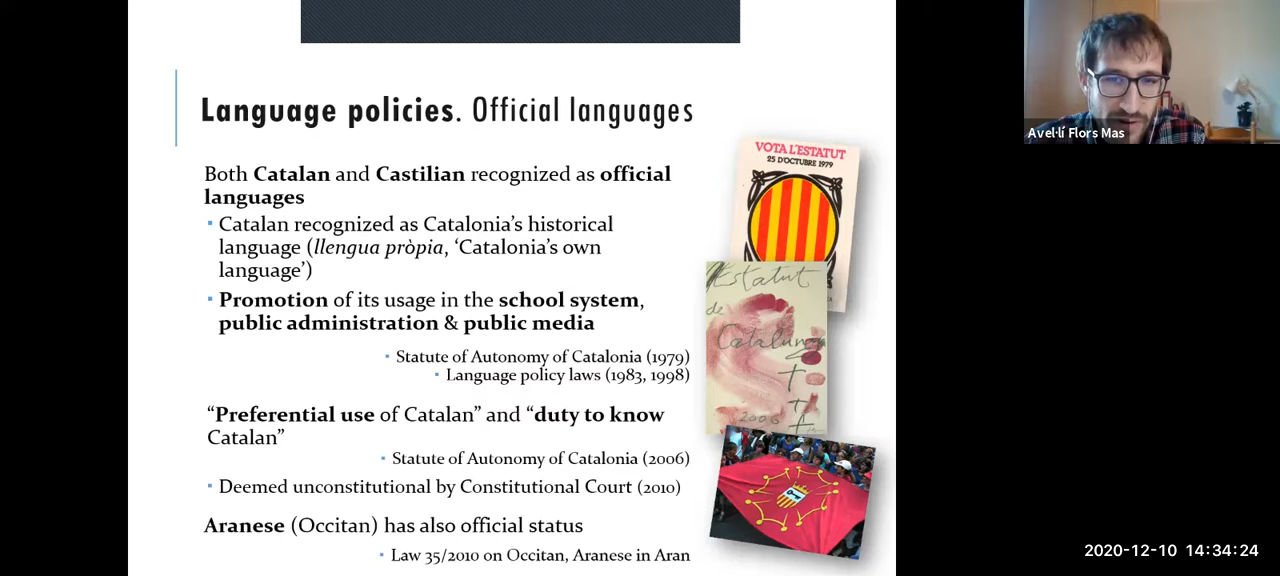 Language policies. Official languages
Both Catalan and Castilian recognized as official
languages
▪ Catalan recognized as Catalonia’s historical
language (llengua pròpia, ‘Catalonia’s own
language’)
▪ Promotion of its usage in the school system,
public administration & public media
▪ Statute of Autonomy of Catalonia (1979)
▪ Language policy laws (1983, 1998)
“Preferential use of Catalan” and “duty to know
Catalan”
▪ Statute of Autonomy of Catalonia (2006)
▪ Deemed unconstitutional by Constitutional Court (2010)
Aranese (Occitan) has also official status
▪ Law 35/2010 on Occitan, Aranese in Aran
VOTA L'ESTATUT
25 D'OCTUBRE 1979
Estatut
de
Catalunya
2006
Avel·lí Flors Mas
2020-12-10 14:34:24